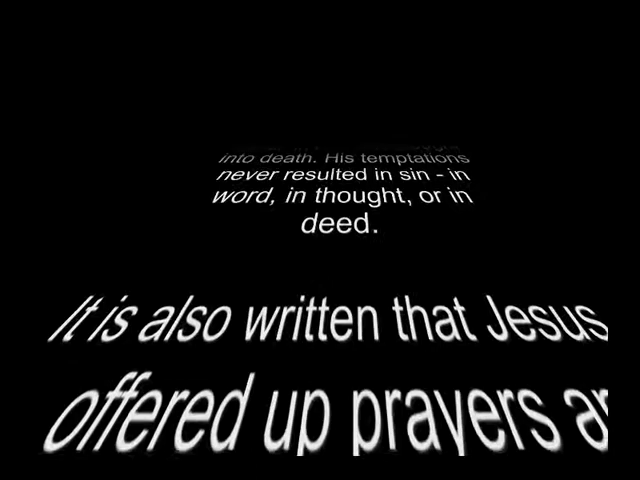 into death. His temptations
never resulted in sin - in
word, in thought, or in
deed.
It is also written that Jesus
offered up prayers